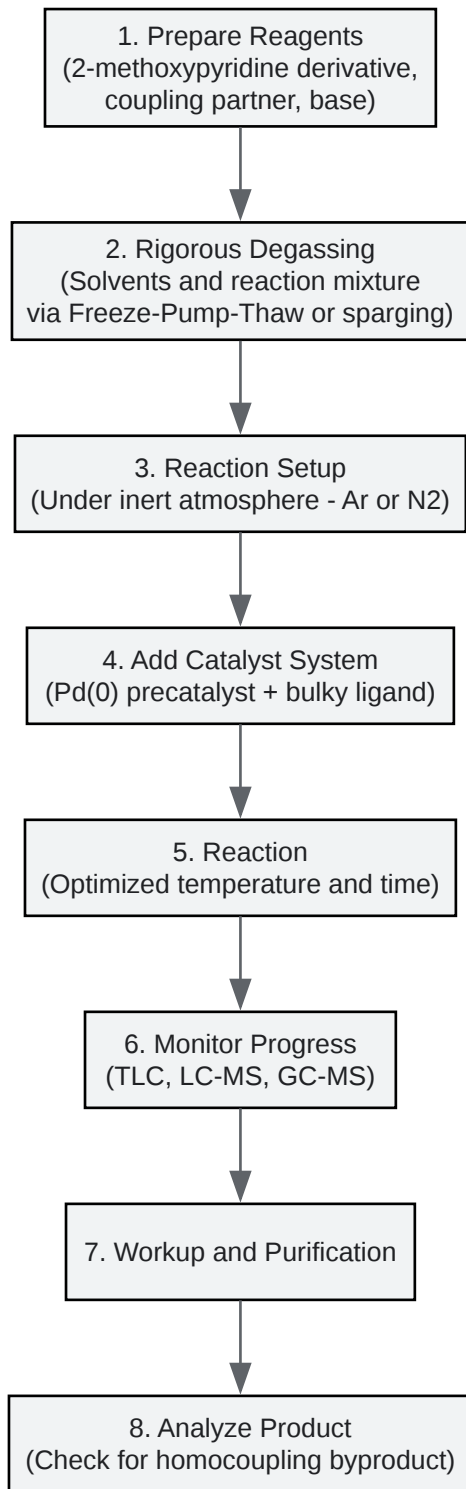 1. Prepare Reagents
(2-methoxypyridine derivative,
coupling partner, base)
2. Rigorous Degassing
(Solvents and reaction mixture
via Freeze-Pump-Thaw or sparging)
3. Reaction Setup
(Under inert atmosphere - Ar or N2)
4. Add Catalyst System
(Pd(0) precatalyst + bulky ligand)
5. Reaction
(Optimized temperature and time)
6. Monitor Progress
(TLC, LC-MS, GC-MS)
7. Workup and Purification
8. Analyze Product
(Check for homocoupling byproduct)